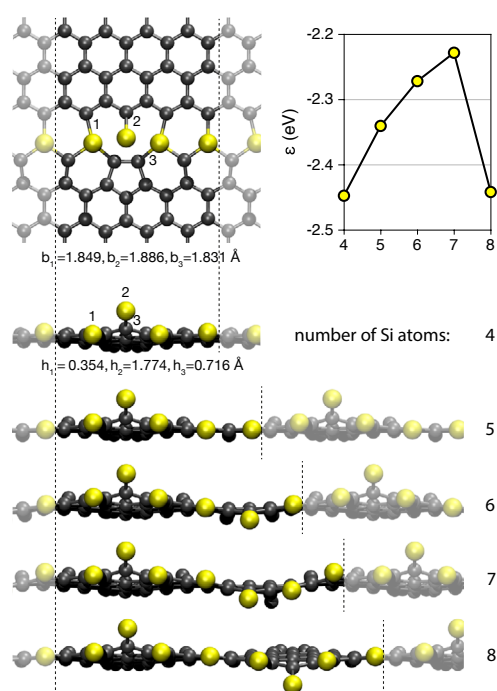 1
2
3
b₁=1.849, b₂=1.886, b₃=1.831 Å
ε (eV)
-2.2
-2.3
-2.4
-2.5
4 5 6 7 8
2
1
3
h₁= 0.354, h₂=1.774, h₃=0.716 Å
number of Si atoms: 4
5
6
7
8